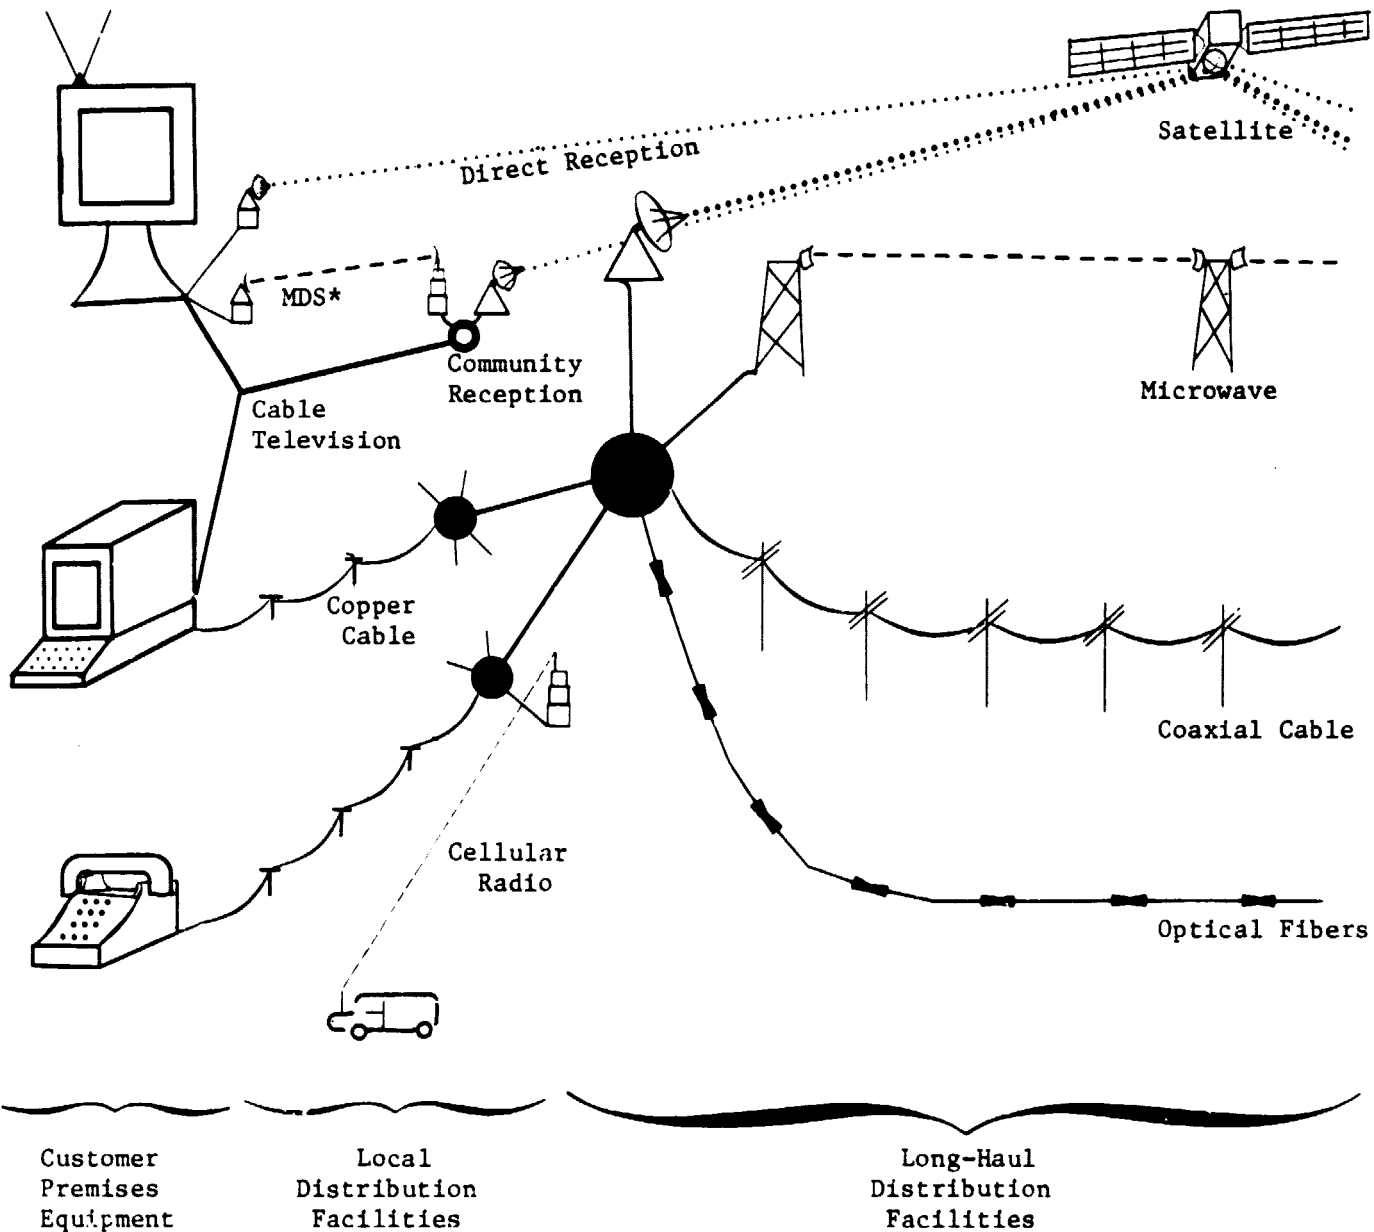 Satellite
Direct Reception
MDS*
Community
Reception
Microwave
Cable
Television
Copper
Cable
Coaxial Cable
Cellular
Radio
Optical Fibers
Customer
Premises
Equipment
Local
Distribution
Facilities
Long-Haul
Distribution
Facilities